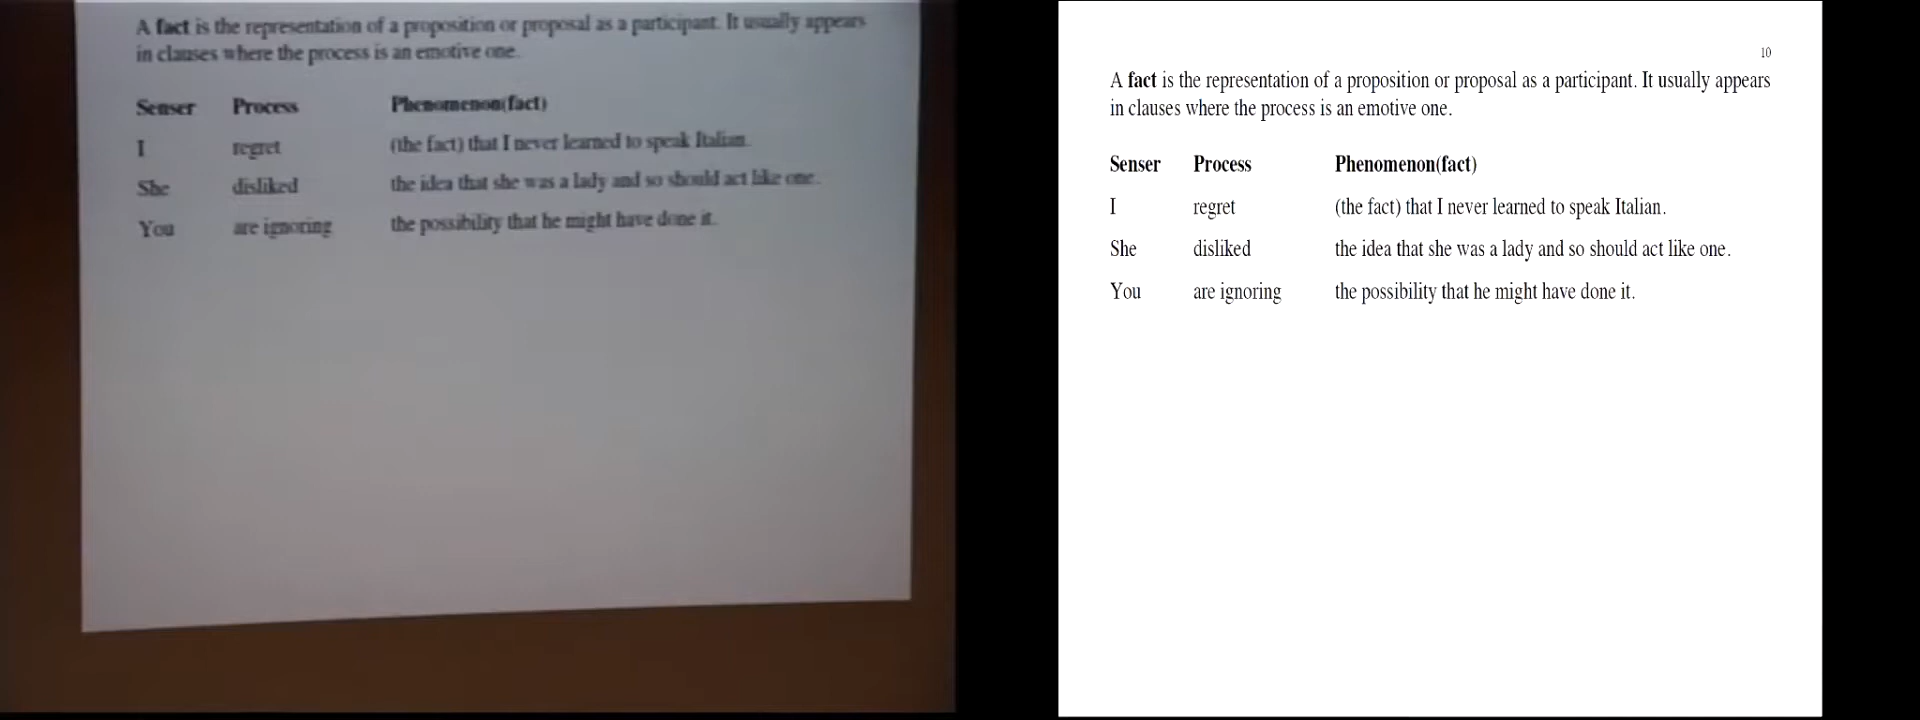 A fact is the representation of a proposition or proposal as a participant. It usually appears
in clauses where the process is an emotive one.
Senser Process Phenomenon(fact)
I regret (the fact) that I never learned to speak Italian.
She disliked the idea that she was a lady and so should act like one.
You are ignoring the possibility that he might have done it.
10
A fact is the representation of a proposition or proposal as a participant. It usually appears
in clauses where the process is an emotive one.
Senser Process Phenomenon(fact)
I regret (the fact) that I never learned to speak Italian.
She disliked the idea that she was a lady and so should act like one.
You are ignoring the possibility that he might have done it.